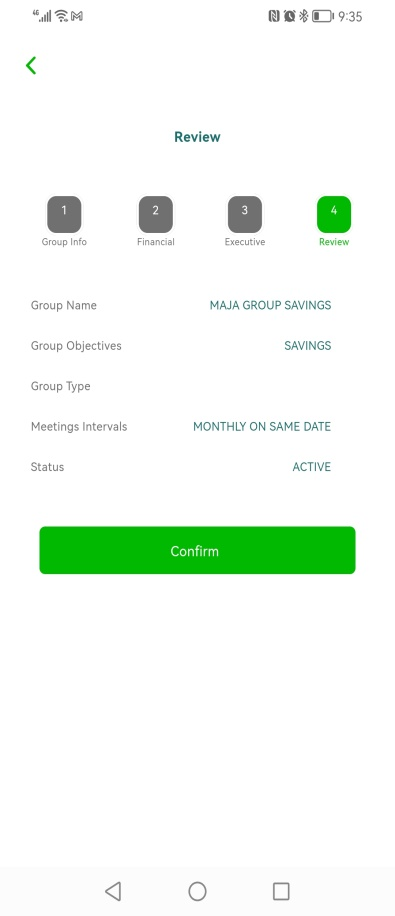 4G 9:35
Review
1 2 3 4
Group Info Financial Executive Review
Group Name MAJA GROUP SAVINGS
Group Objectives SAVINGS
Group Type
Meetings Intervals MONTHLY ON SAME DATE
Status ACTIVE
Confirm